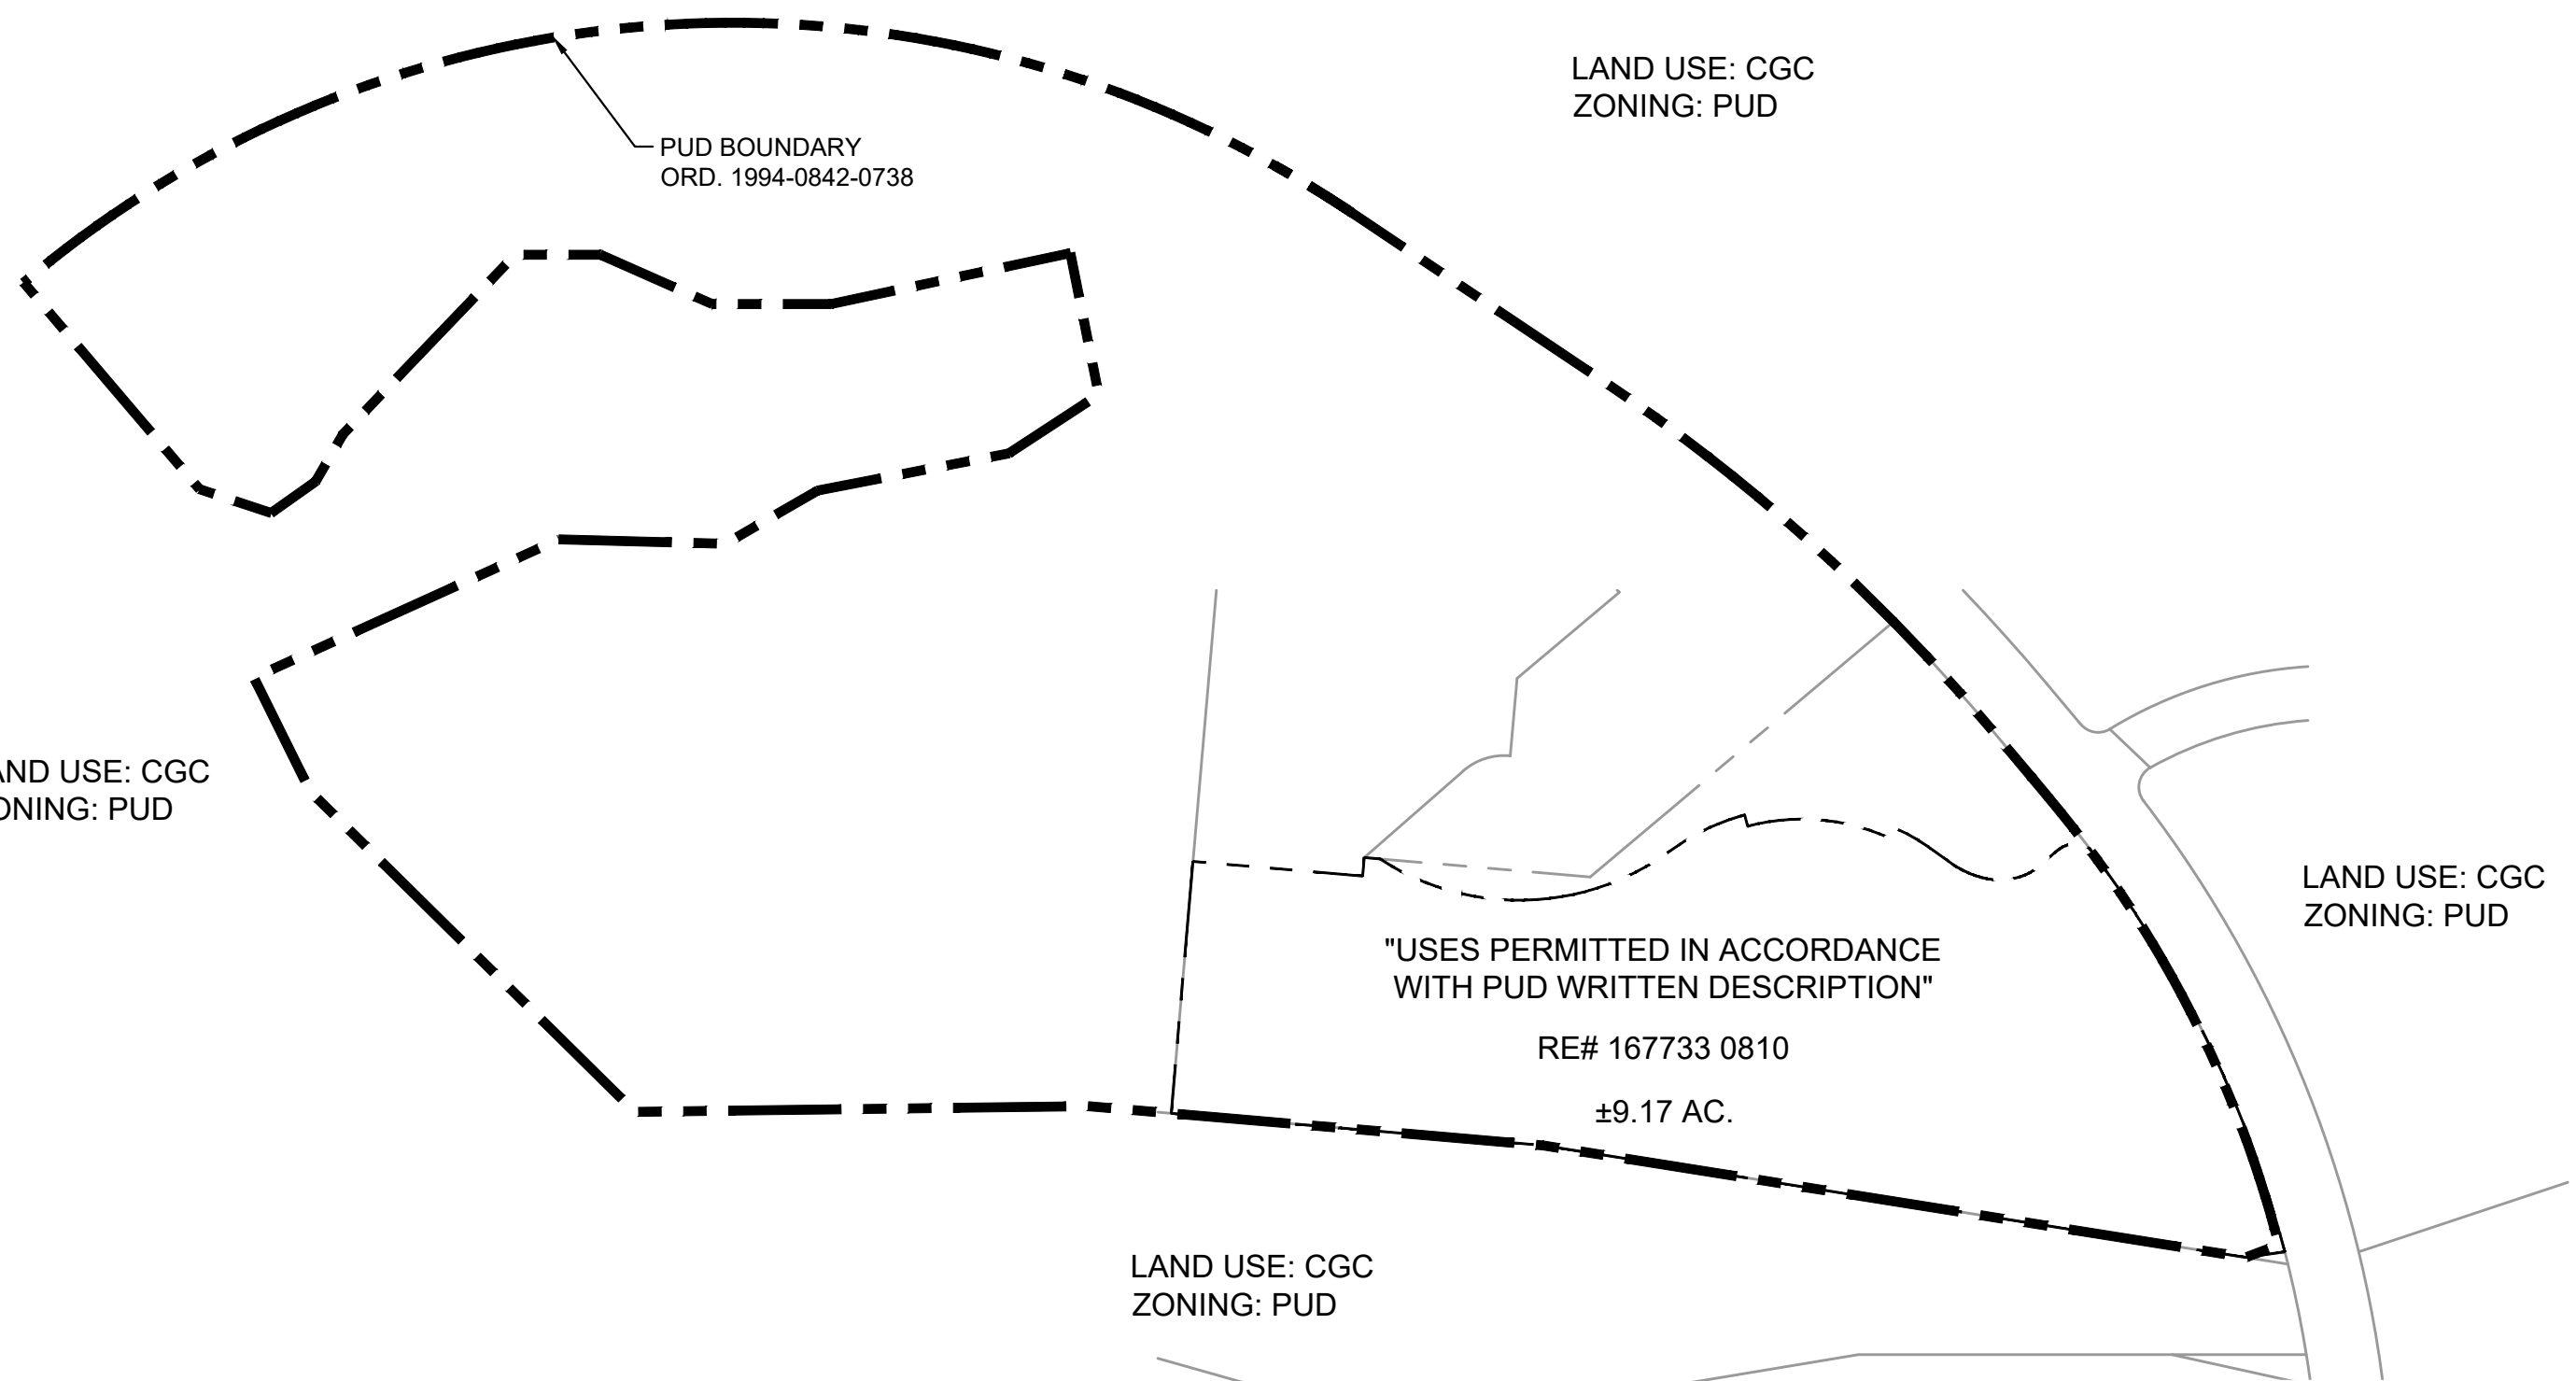 LAND USE: CGC
ZONING: PUD
PUD BOUNDARY
ORD. 1994-0842-0738
AND USE: CGC
ONING: PUD
LAND USE: CGC
ZONING: PUD
"USES PERMITTED IN ACCORDANCE
WITH PUD WRITTEN DESCRIPTION"
RE# 167733 0810
±9.17 AC.
LAND USE: CGC
ZONING: PUD